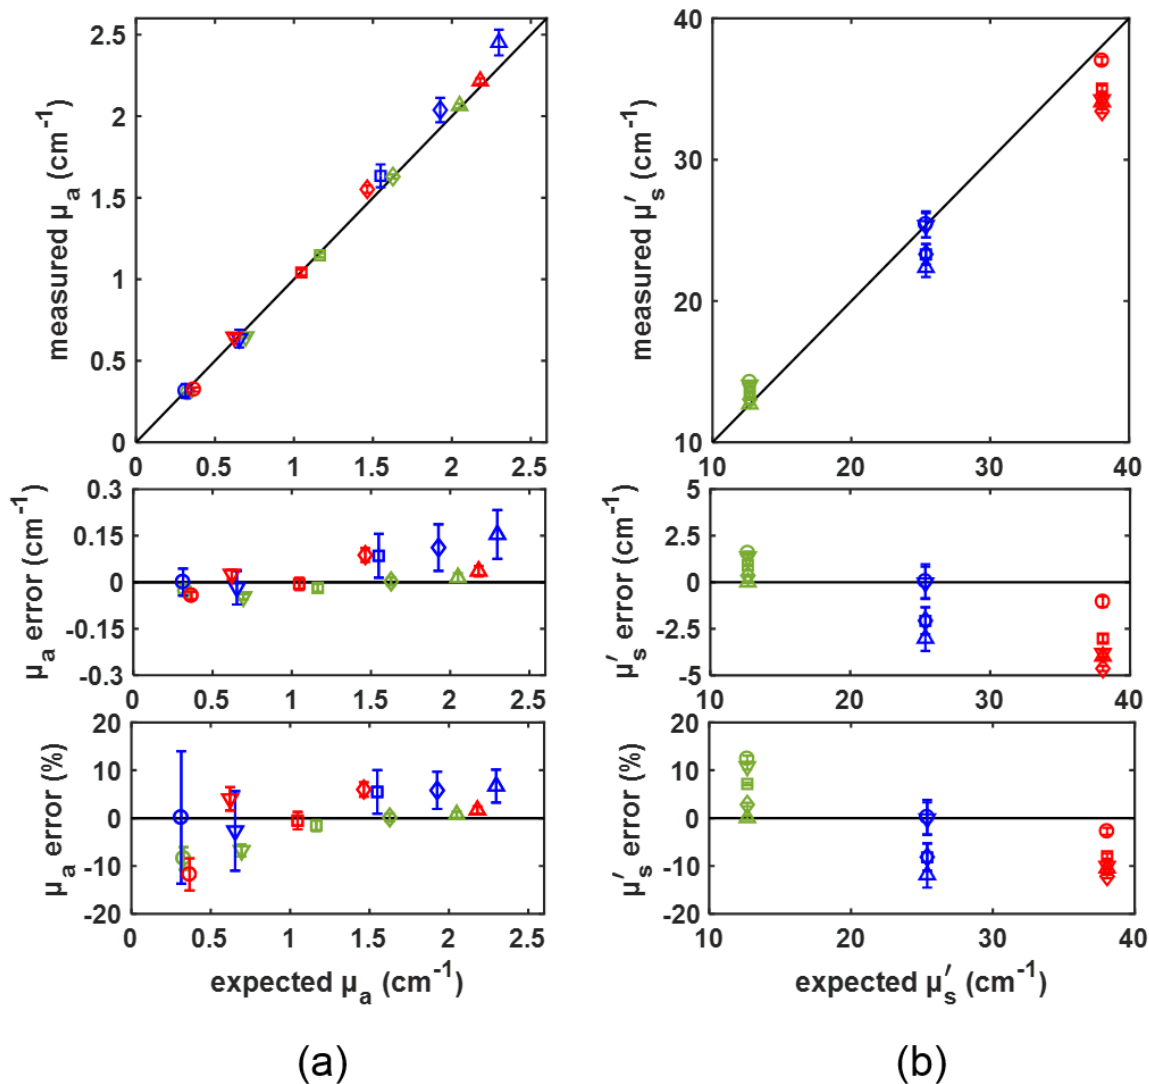 measured μa (cm-1)
2.5
2
1.5
1
0.5
0
0 0.5 1 1.5 2 2.5
measured μ′s (cm-1)
40
30
20
10
10 20 30 40
μa error (cm-1)
0.3
0.15
0
-0.15
-0.3
0 0.5 1 1.5 2 2.5
μ′s error (cm-1)
5
2.5
0
-2.5
-5
10 20 30 40
μa error (%)
20
10
0
-10
-20
0 0.5 1 1.5 2 2.5
expected μa (cm-1)
μ′s error (%)
20
10
0
-10
-20
10 20 30 40
expected μ′s (cm-1)
(a) (b)